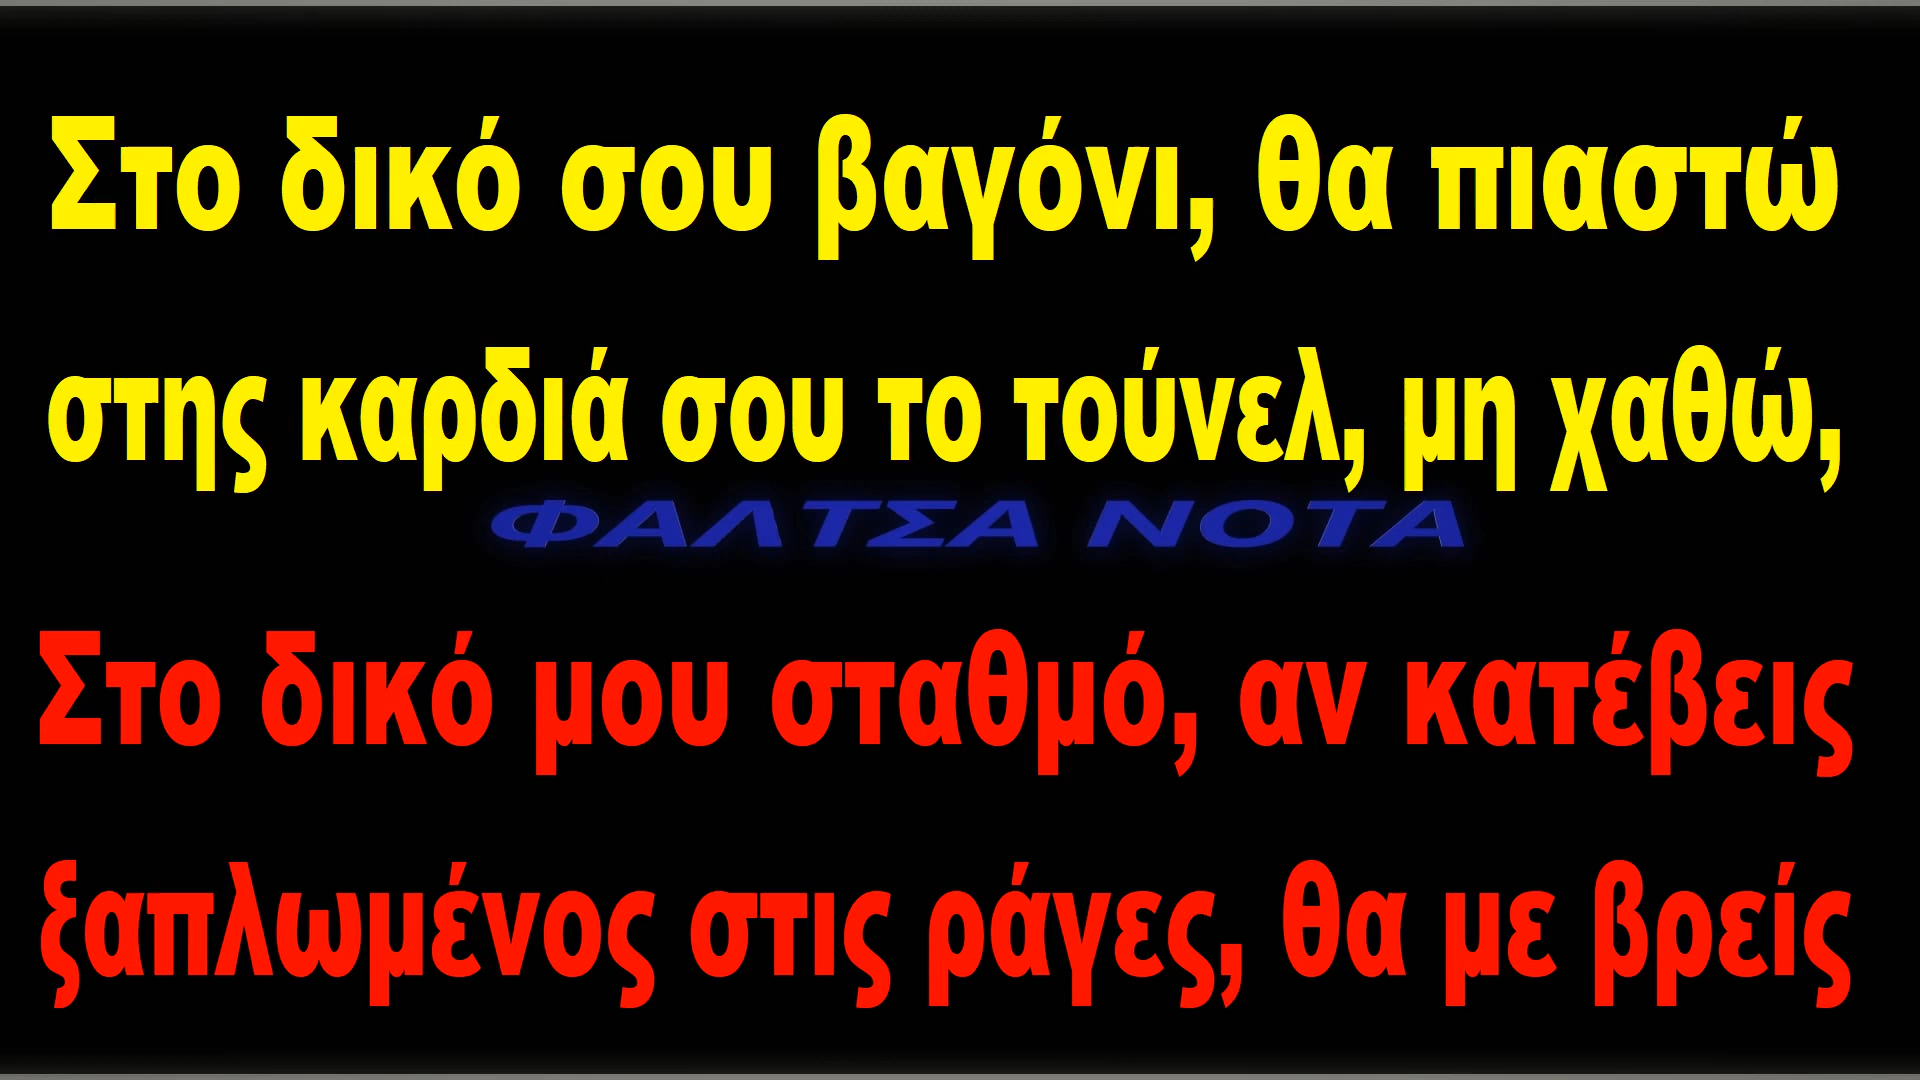 Στο δικό σου βαγόνι, θα πιαστώ
στης καρδιά σου το τούνελ, μη χαθώ,
ΦΑΛΤΣΑ ΝΟΤΑ
Στο δικό μου σταθμό, αν κατέβεις
ξαπλωμένος στις ράγες, θα με βρείς